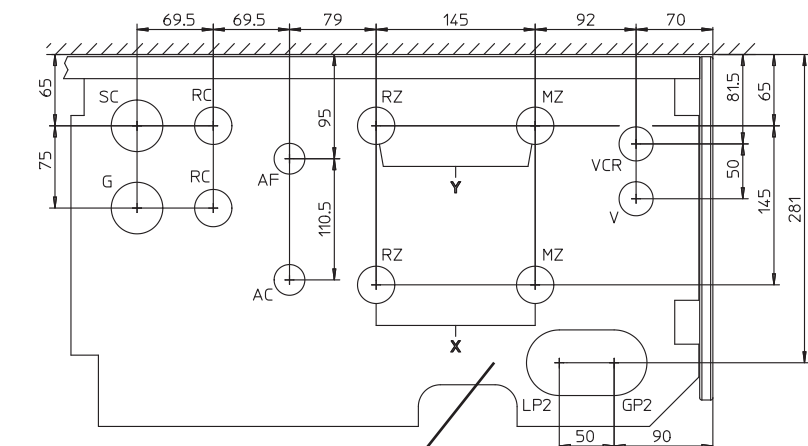 69.5 69.5 79 145 92 70
65 95 81.5 65
SC RC RZ MZ
VCR
75 G RC AF Y 50 145 281
V
110.5
RZ MZ
AC
X
LP2 GP2
50 90